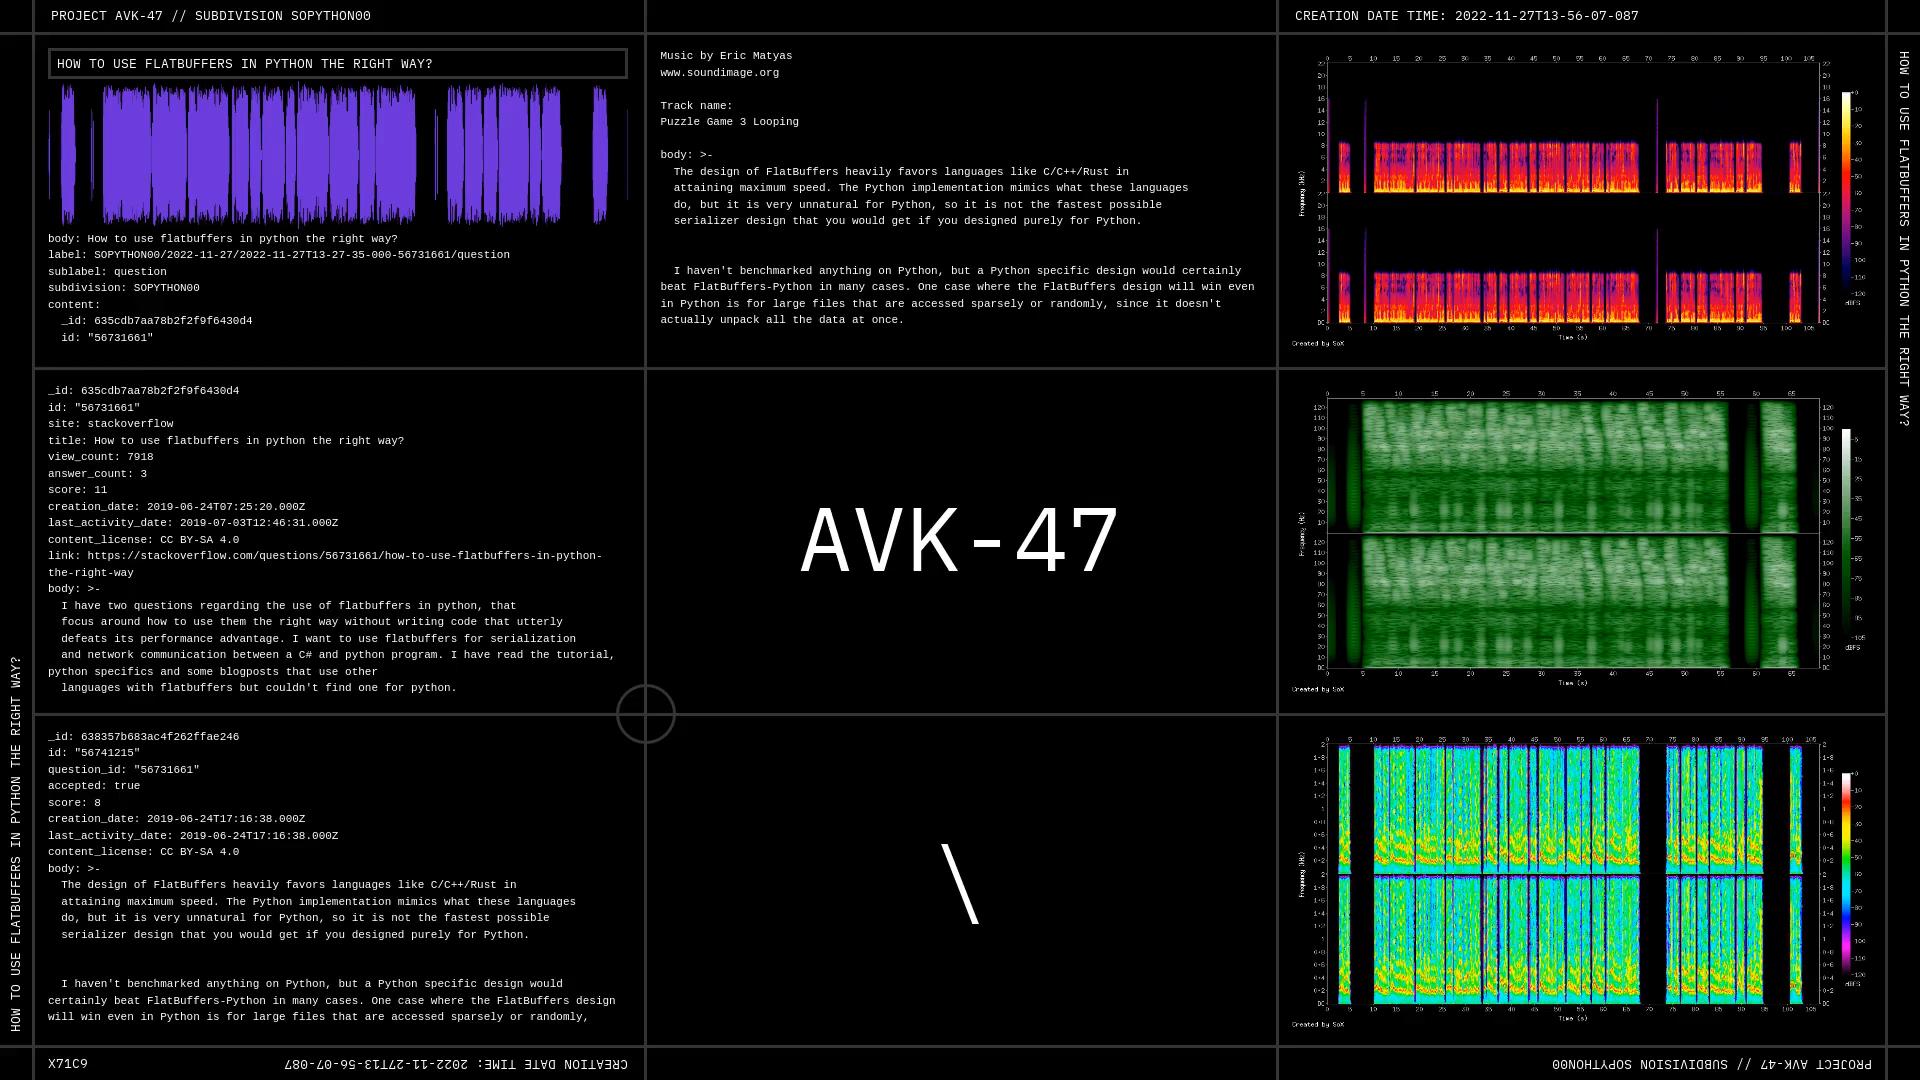 PROJECT AVK-47 // SUBDIVISION SOPYTHON00
CREATION DATE TIME: 2022-11-27T13-56-07-087
HOW TO USE FLATBUFFERS IN PYTHON THE RIGHT WAY?
body: How to use flatbuffers in python the right way?
label: SOPYTHON00/2022-11-27/2022-11-27T13-27-35-000-56731661/question
sublabel: question
subdivision: SOPYTHON00
content:
_id: 635cdb7aa78b2f2f9f6430d4
id: "56731661"
Music by Eric Matyas
www.soundimage.org
Track name:
Puzzle Game 3 Looping
body: >-
The design of FlatBuffers heavily favors languages like C/C++/Rust in
attaining maximum speed. The Python implementation mimics what these languages
do, but it is very unnatural for Python, so it is not the fastest possible
serializer design that you would get if you designed purely for Python.
I haven't benchmarked anything on Python, but a Python specific design would certainly
beat FlatBuffers-Python in many cases. One case where the FlatBuffers design will win even
in Python is for large files that are accessed sparsely or randomly, since it doesn't
actually unpack all the data at once.
Frequency (kHz)
Time (s)
dBFS
Created by SoX
HOW TO USE FLATBUFFERS IN PYTHON THE RIGHT WAY?
_id: 635cdb7aa78b2f2f9f6430d4
id: "56731661"
site: stackoverflow
title: How to use flatbuffers in python the right way?
view_count: 7918
answer_count: 3
score: 11
creation_date: 2019-06-24T07:25:20.000Z
last_activity_date: 2019-07-03T12:46:31.000Z
content_license: CC BY-SA 4.0
link: https://stackoverflow.com/questions/56731661/how-to-use-flatbuffers-in-python-
the-right-way
body: >-
I have two questions regarding the use of flatbuffers in python, that
focus around how to use them the right way without writing code that utterly
defeats its performance advantage. I want to use flatbuffers for serialization
and network communication between a C# and python program. I have read the tutorial,
python specifics and some blogposts that use other
languages with flatbuffers but couldn't find one for python.
AVK-47
Frequency (Hz)
Time (s)
dBFS
Created by SoX
HOW TO USE FLATBUFFERS IN PYTHON THE RIGHT WAY?
_id: 638357b683ac4f262ffae246
id: "56741215"
question_id: "56731661"
accepted: true
score: 8
creation_date: 2019-06-24T17:16:38.000Z
last_activity_date: 2019-06-24T17:16:38.000Z
content_license: CC BY-SA 4.0
body: >-
The design of FlatBuffers heavily favors languages like C/C++/Rust in
attaining maximum speed. The Python implementation mimics what these languages
do, but it is very unnatural for Python, so it is not the fastest possible
serializer design that you would get if you designed purely for Python.
I haven't benchmarked anything on Python, but a Python specific design would
certainly beat FlatBuffers-Python in many cases. One case where the FlatBuffers design
will win even in Python is for large files that are accessed sparsely or randomly,
\
Frequency (kHz)
Time (s)
dBFS
Created by SoX
X71C9
CREATION DATE TIME: 2022-11-27T13-56-07-087
PROJECT AVK-47 // SUBDIVISION SOPYTHON00